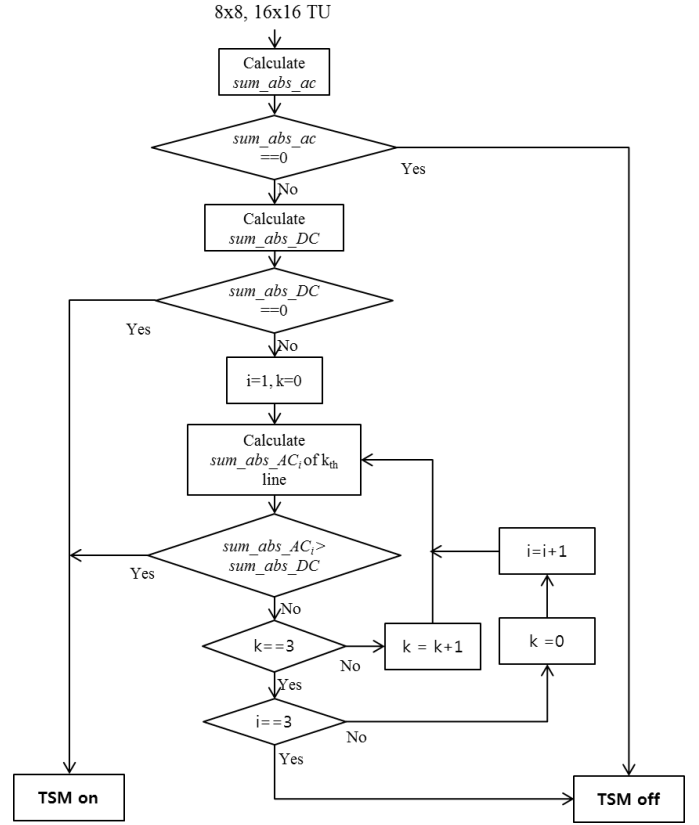 8x8, 16x16 TU
Calculate
sum_abs_ac
sum_abs_ac
==0
Yes
No
Calculate
sum_abs_DC
sum_abs_DC
==0
Yes
No
i=1, k=0
Calculate
sum_abs_ACi of kth
line
sum_abs_ACi>
sum_abs_DC
Yes
No
i=i+1
k==3
No
k = k+1
k =0
Yes
i==3
No
Yes
TSM on
TSM off